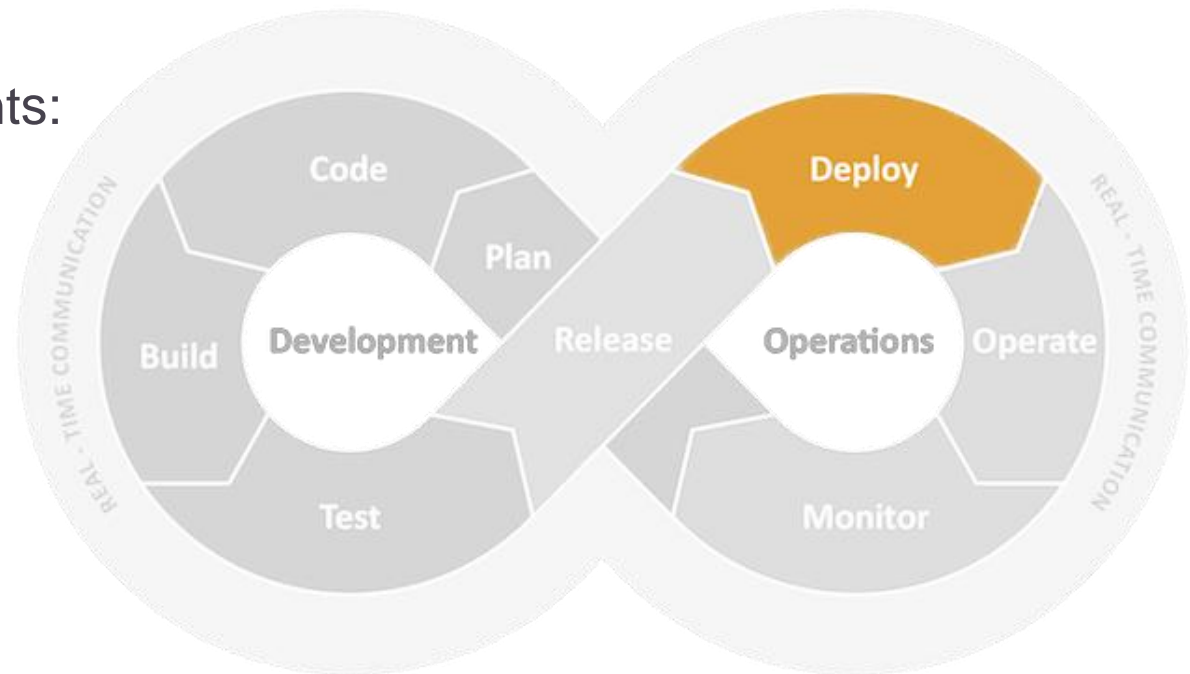 nts:
Code
Deploy
Plan
Development
Release
Operations
Operate
Build
Test
Monitor
REAL - TIME COMMUNICATION
REAL - TIME COMMUNICATION